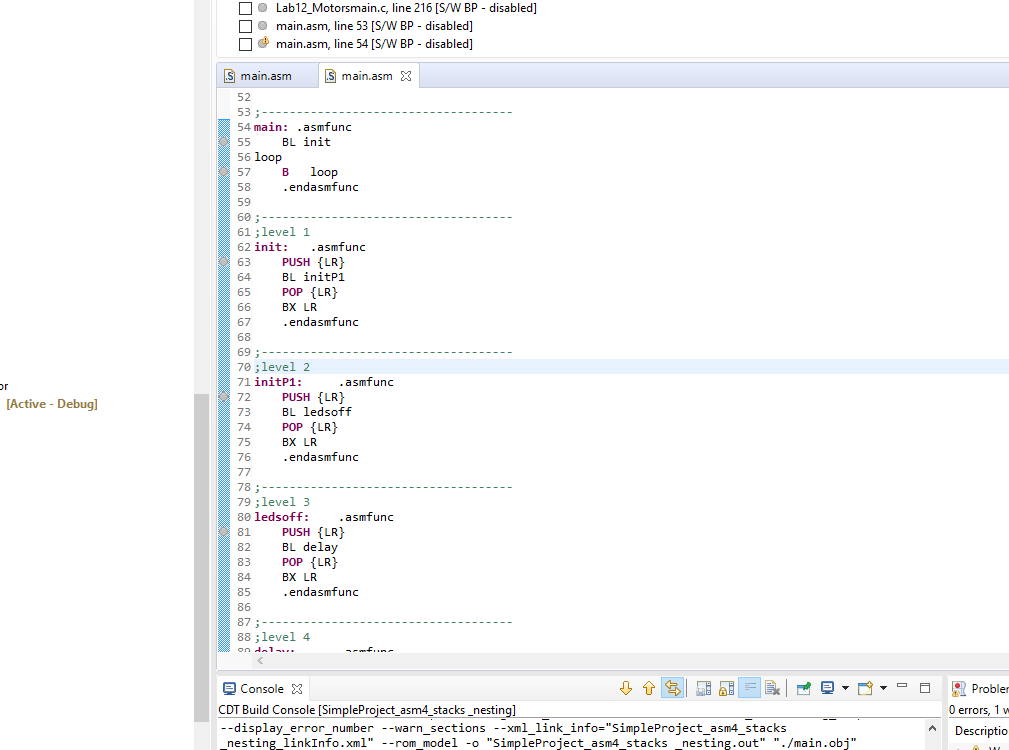 Lab12_Motorsmain.c, line 216 [S/W BP - disabled]
main.asm, line 53 [S/W BP - disabled]
main.asm, line 54 [S/W BP - disabled]
main.asm main.asm
52
53 ;------------------------------------
54 main: .asmfunc
55 BL init
56 loop
57 B loop
58 .endasmfunc
59
60 ;------------------------------------
61 ;level 1
62 init: .asmfunc
63 PUSH {LR}
64 BL initP1
65 POP {LR}
66 BX LR
67 .endasmfunc
68
69 ;------------------------------------
70 ;level 2
71 initP1: .asmfunc
72 PUSH {LR}
73 BL ledsoff
74 POP {LR}
75 BX LR
76 .endasmfunc
77
78 ;------------------------------------
79 ;level 3
80 ledsoff: .asmfunc
81 PUSH {LR}
82 BL delay
83 POP {LR}
84 BX LR
85 .endasmfunc
86
87 ;------------------------------------
88 ;level 4
89 delay: .asmfunc
or
[Active - Debug]
Console
CDT Build Console [SimpleProject_asm4_stacks _nesting]
--display_error_number --warn_sections --xml_link_info="SimpleProject_asm4_stacks
_nesting_linkInfo.xml" --rom_model -o "SimpleProject_asm4_stacks _nesting.out" "./main.obj"
Probler
0 errors, 1 w
Descriptio